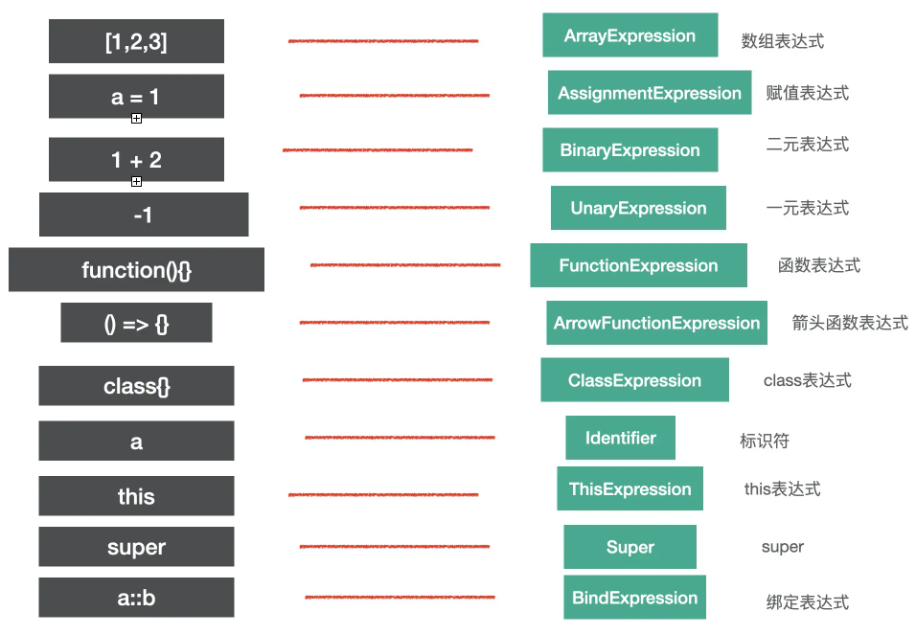 [1,2,3] ArrayExpression 数组表达式
a = 1 AssignmentExpression 赋值表达式
1 + 2 BinaryExpression 二元表达式
-1 UnaryExpression 一元表达式
function(){} FunctionExpression 函数表达式
() => {} ArrowFunctionExpression 箭头函数表达式
class{} ClassExpression class表达式
a Identifier 标识符
this ThisExpression this表达式
super Super super
a::b BindExpression 绑定表达式